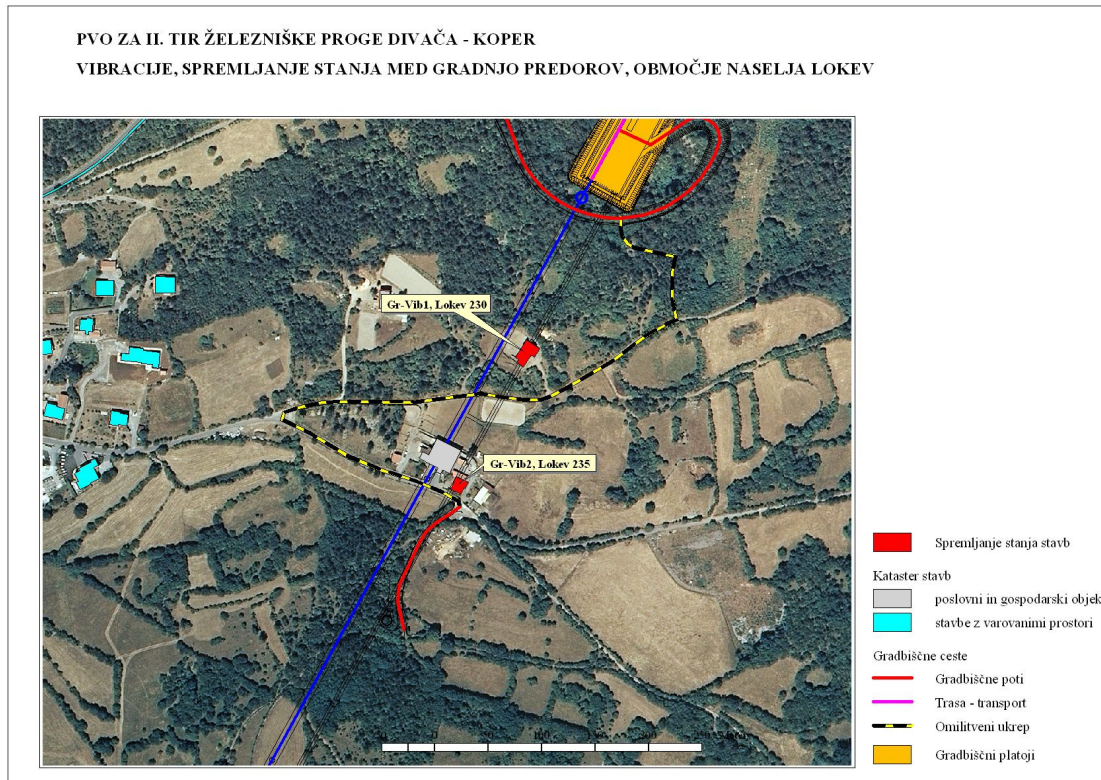 PVO ZA II. TIR ŽELEZNIŠKE PROGE DIVAČA - KOPER
VIBRACIJE, SPREMLJANJE STANJA MED GRADNJO PREDOROV, OBMOČJE NASELJA LOKEV
Gr-Vib1, Lokev 230
Gr-Vib2, Lokev 235
Spremljanje stanja stavb
Kataster stavb
poslovni in gospodarski objek
stavbe z varovanimi prostori
Gradbiščne ceste
Gradbiščne poti
Trasa - transport
Omilitveni ukrep
Gradbiščni platoji